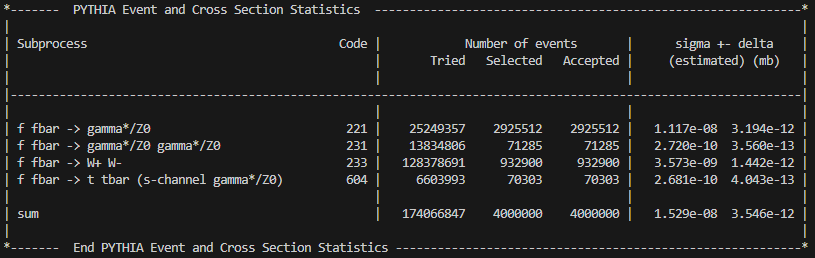 *-------  PYTHIA Event and Cross Section Statistics  -------------------------------------------------------------*
|                                                                                                                 |
| Subprocess                                    Code |            Number of events       |      sigma +- delta    |
|                                                    |       Tried   Selected   Accepted |     (estimated) (mb)   |
|                                                    |                                   |                        |
|-----------------------------------------------------------------------------------------------------------------|
|                                                    |                                   |                        |
| f fbar -> gamma*/Z0                            221 |    25249357    2925512    2925512 |   1.117e-08  3.194e-12 |
| f fbar -> gamma*/Z0 gamma*/Z0                  231 |    13834806      71285      71285 |   2.720e-10  3.560e-13 |
| f fbar -> W+ W-                                233 |   128378691     932900     932900 |   3.573e-09  1.442e-12 |
| f fbar -> t tbar (s-channel gamma*/Z0)         604 |     6603993      70303      70303 |   2.681e-10  4.043e-13 |
|                                                    |                                   |                        |
| sum                                                |   174066847    4000000    4000000 |   1.529e-08  3.546e-12 |
|                                                                                                                 |
*-------  End PYTHIA Event and Cross Section Statistics ----------------------------------------------------------*